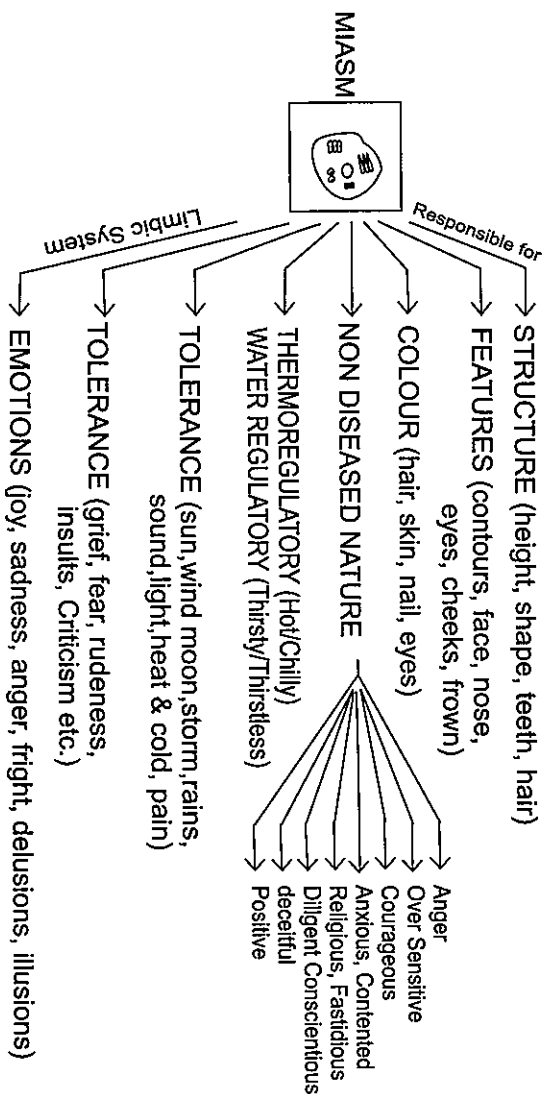 MIASM
Responsible for
Limbic System
STRUCTURE (height, shape, teeth, hair)
FEATURES (contours, face, nose,
eyes, cheeks, frown)
COLOUR (hair, skin, nail, eyes)
NON DISEASED NATURE
Anger
Over Sensitive
Courageous
Anxious, Contented
Religious, Fastidious
Dillgent Conscientious
deceitful
Positive
THERMOREGULATORY (Hot/Chilly)
WATER REGULATORY (Thirsty/Thirstless)
TOLERANCE (sun,wind moon,storm,rains,
sound,light,heat & cold, pain)
TOLERANCE (grief, fear, rudeness,
insults, Criticism etc.)
EMOTIONS (joy, sadness, anger, fright, delusions, illusions)